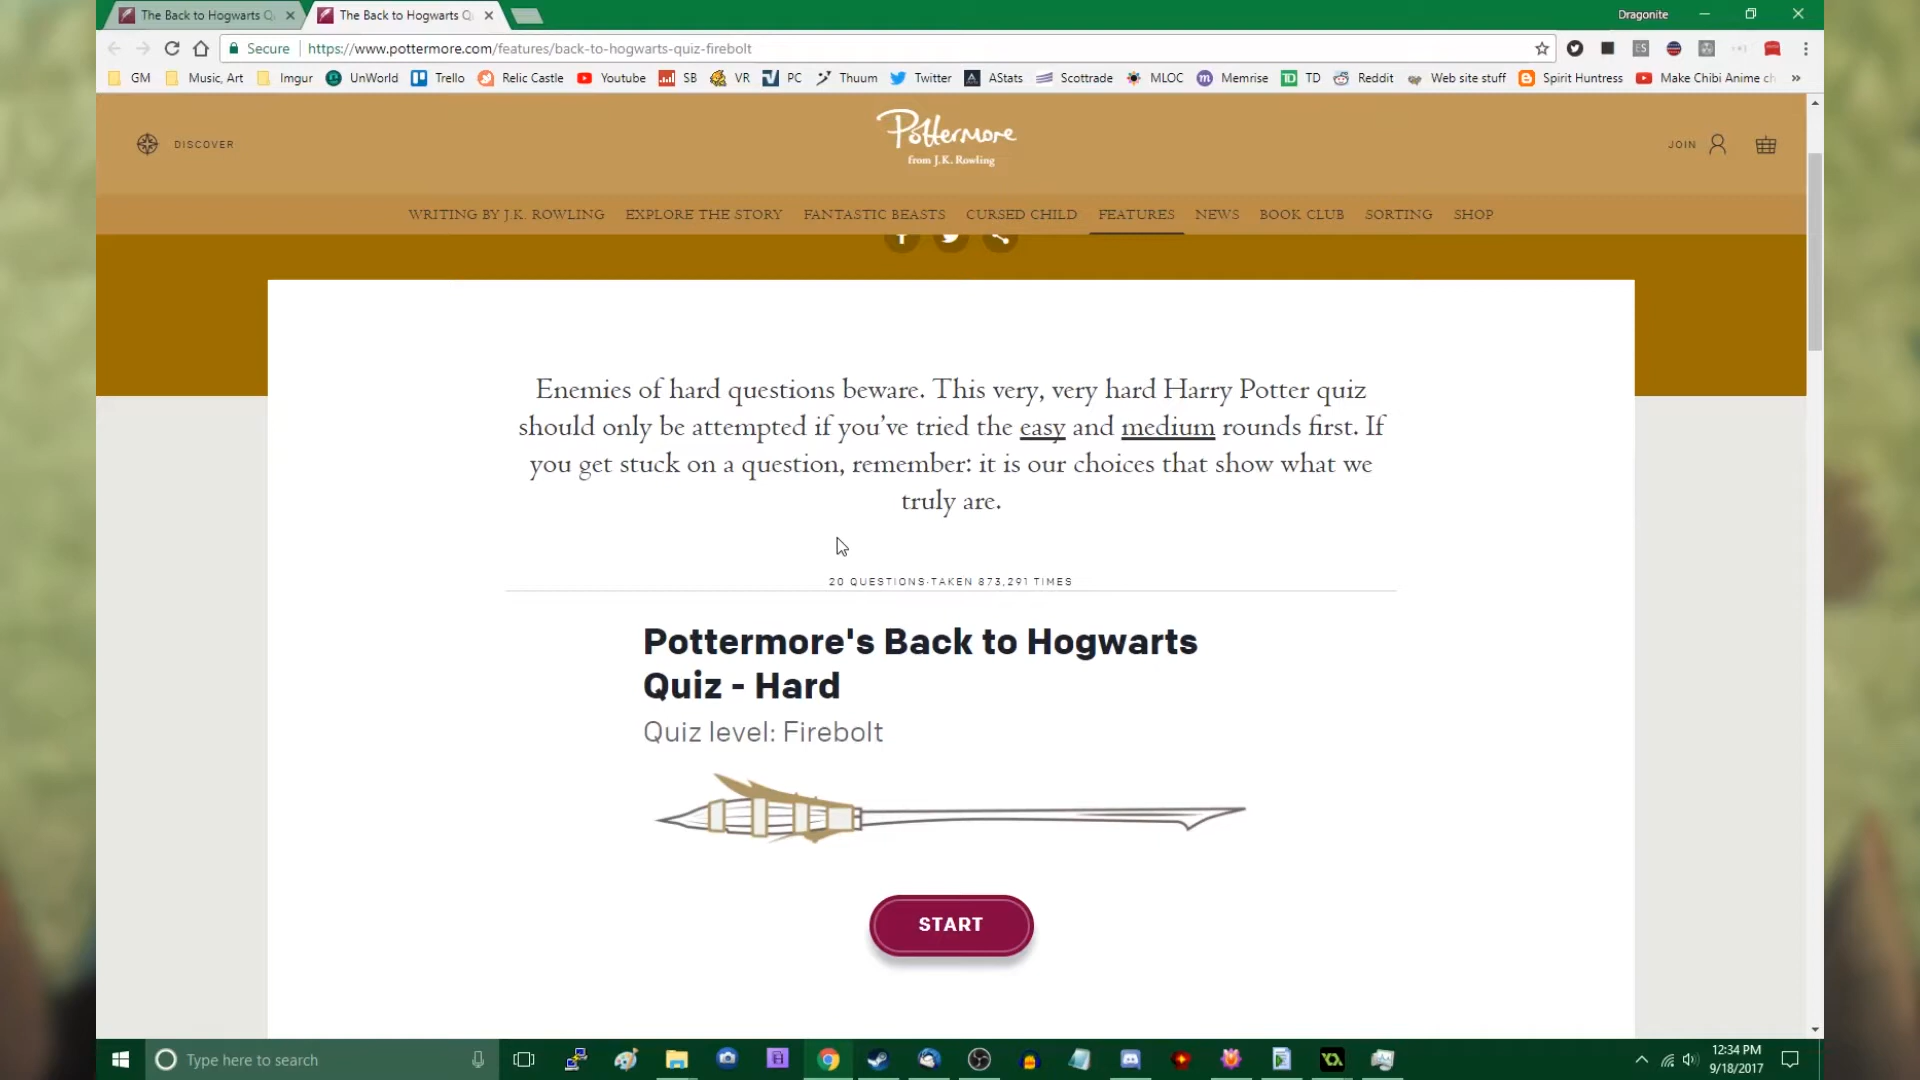 The Back to Hogwarts Q
The Back to Hogwarts Q
Dragonite
Secure
https://www.pottermore.com/features/back-to-hogwarts-quiz-firebolt
GM
Music, Art
Imgur
UnWorld
Trello
Relic Castle
Youtube
SB
VR
PC
Thuum
Twitter
AStats
Scottrade
MLOC
Memrise
TD
Reddit
Web site stuff
Spirit Huntress
Make Chibi Anime ch
DISCOVER
Pottermore
from J.K. Rowling
JOIN
WRITING BY J.K. ROWLING
EXPLORE THE STORY
FANTASTIC BEASTS
CURSED CHILD
FEATURES
NEWS
BOOK CLUB
SORTING
SHOP
Enemies of hard questions beware. This very, very hard Harry Potter quiz
should only be attempted if you’ve tried the easy and medium rounds first. If
you get stuck on a question, remember: it is our choices that show what we
truly are.
20 QUESTIONS·TAKEN 873,291 TIMES
Pottermore's Back to Hogwarts
Quiz - Hard
Quiz level: Firebolt
START
Type here to search
12:34 PM
9/18/2017